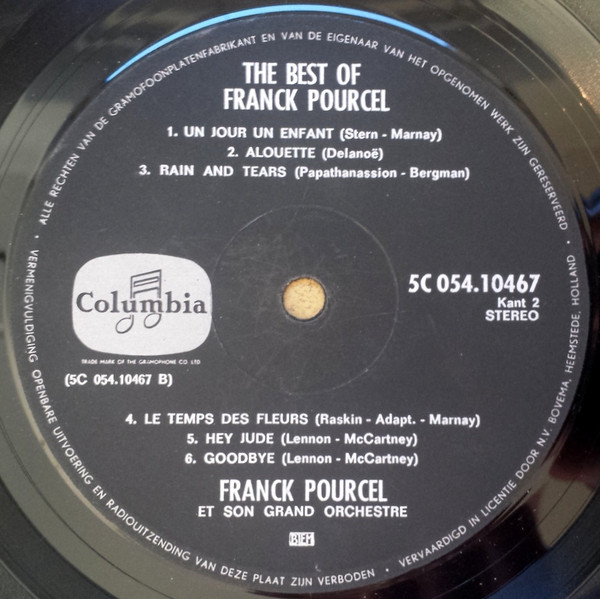 ALLE RECHTEN VAN DE GRAMOFOONPLATENFABRIKANT EN VAN DE EIGENAAR VAN HET OPGENOMEN WERK ZIJN GERESERVEERD •
THE BEST OF
FRANCK POURCEL
1. UN JOUR UN ENFANT (Stern - Marnay)
2. ALOUETTE (Delanoë)
3. RAIN AND TEARS (Papathanassion - Bergman)
Columbia
TRADE MARK OF THE GRAMOPHONE CO LTD
(5C 054.10467 B)
5C 054.10467
Kant 2
STEREO
4. LE TEMPS DES FLEURS (Raskin - Adapt. - Marnay)
5. HEY JUDE (Lennon - McCartney)
6. GOODBYE (Lennon - McCartney)
FRANCK POURCEL
ET SON GRAND ORCHESTRE
BIEM
VERMENIGVULDIGING OPENBARE UITVOERING EN RADIOUITZENDING VAN DEZE PLAAT ZIJN VERBODEN •
VERVAARDIGD IN LICENTIE DOOR N.V. BOVEMA, HEEMSTEDE, HOLLAND •